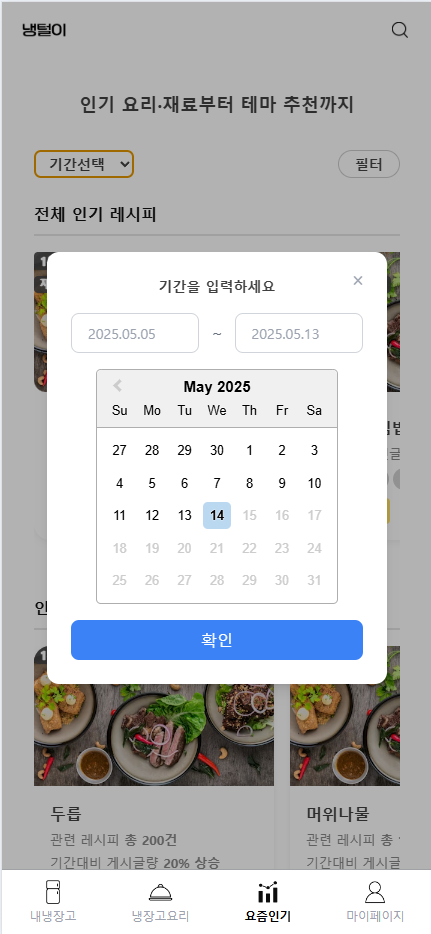 냉털이
인기 요리·재료부터 테마 추천까지
기간선택
필터
전체 인기 레시피
기간을 입력하세요
×
2025.05.05 ~ 2025.05.13
May 2025
Su Mo Tu We Th Fr Sa
27 28 29 30 1 2 3
4 5 6 7 8 9 10
11 12 13 14 15 16 17
18 19 20 21 22 23 24
25 26 27 28 29 30 31
확인
두릅
관련 레시피 총 200건
기간대비 게시글량 20% 상승
머위나물
관련 레시피 총
기간대비 게시글
내냉장고
냉장고요리
요즘인기
마이페이지